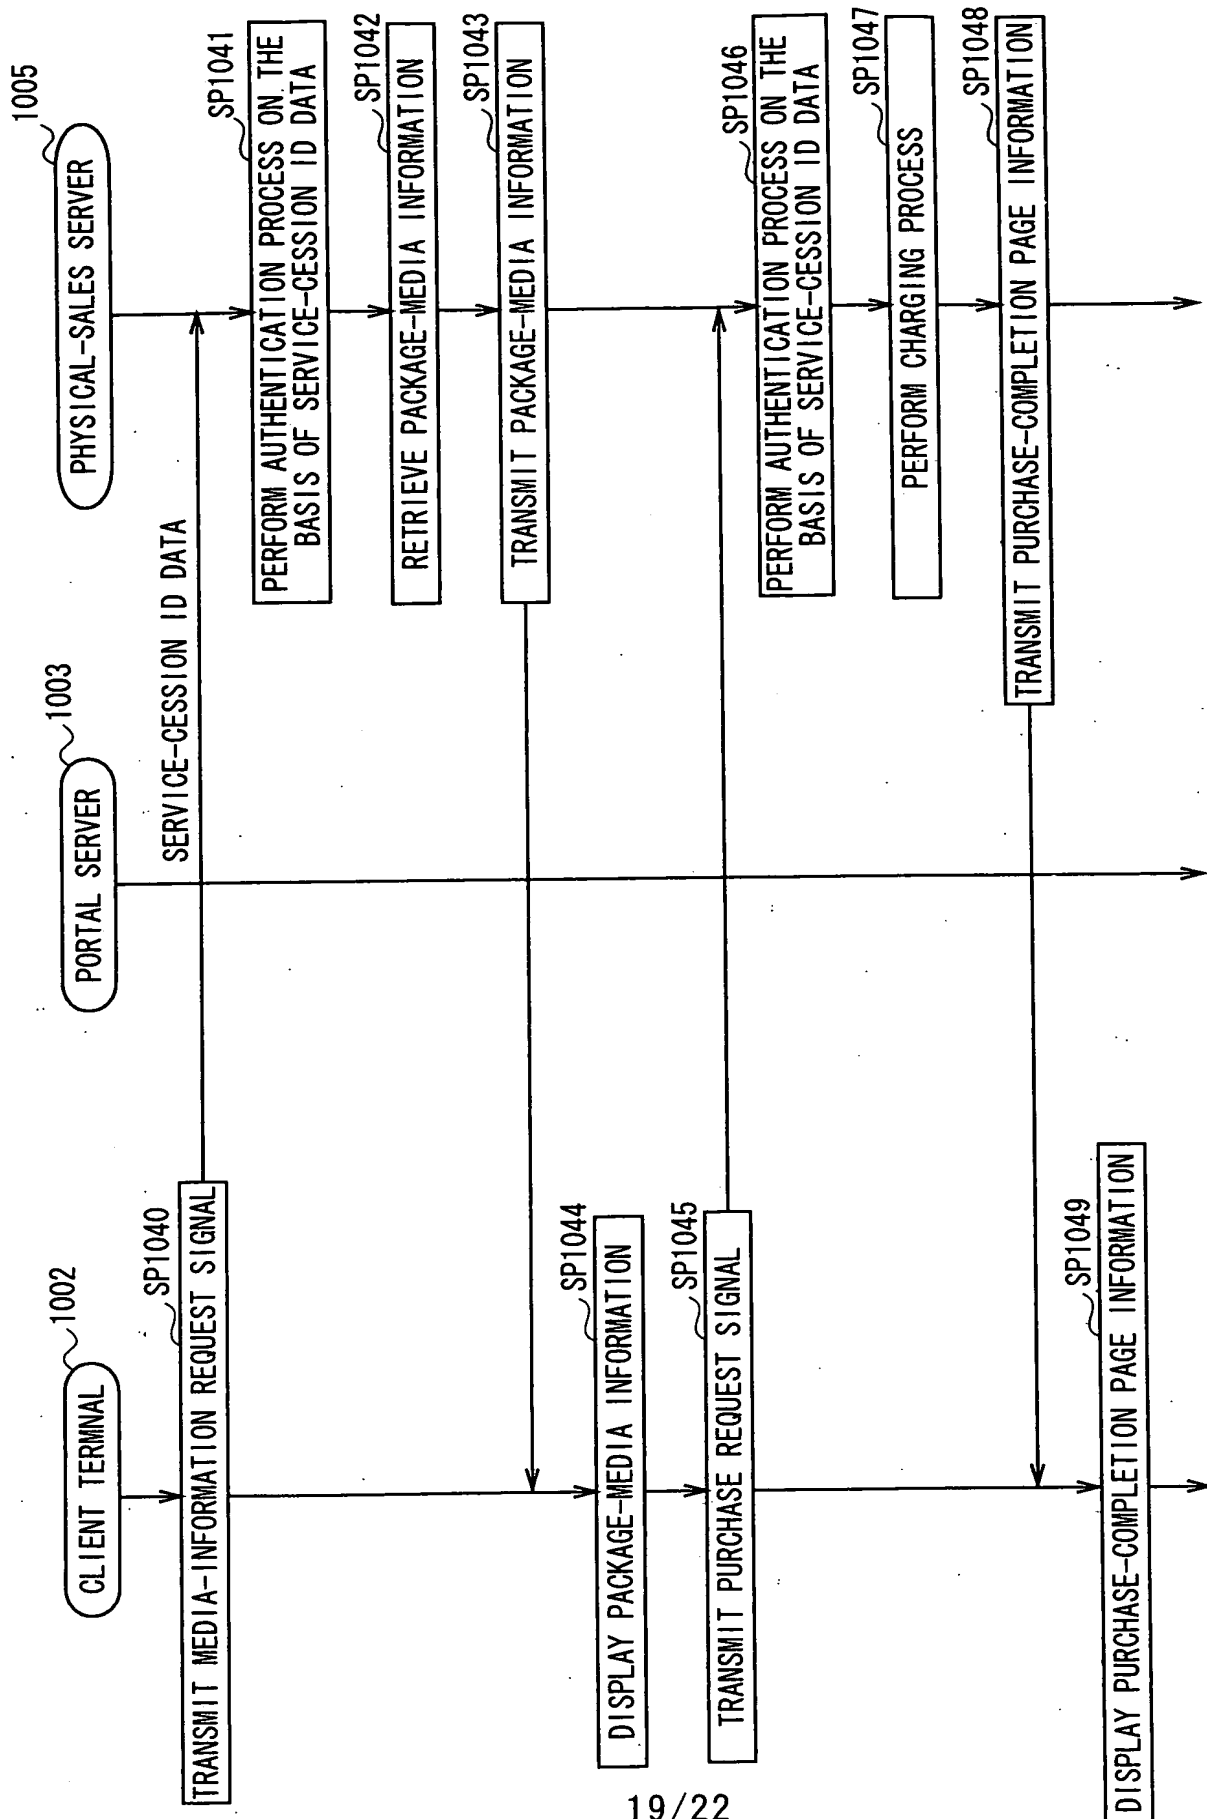 CLIENT TERMNAL
1002
PORTAL SERVER
1003
PHYSICAL-SALES SERVER
1005
SP1040
TRANSMIT MEDIA-INFORMATION REQUEST SIGNAL
SERVICE-CESSION ID DATA
SP1041
PERFORM AUTHENTICATION PROCESS ON THE
BASIS OF SERVICE-CESSION ID DATA
SP1042
RETRIEVE PACKAGE-MEDIA INFORMATION
SP1043
TRANSMIT PACKAGE-MEDIA INFORMATION
SP1044
DISPLAY PACKAGE-MEDIA INFORMATION
SP1045
TRANSMIT PURCHASE REQUEST SIGNAL
SP1046
PERFORM AUTHENTICATION PROCESS ON THE
BASIS OF SERVICE-CESSION ID DATA
SP1047
PERFORM CHARGING PROCESS
SP1048
TRANSMIT PURCHASE-COMPLETION PAGE INFORMATION
SP1049
DISPLAY PURCHASE-COMPLETION PAGE INFORMATION
19/22